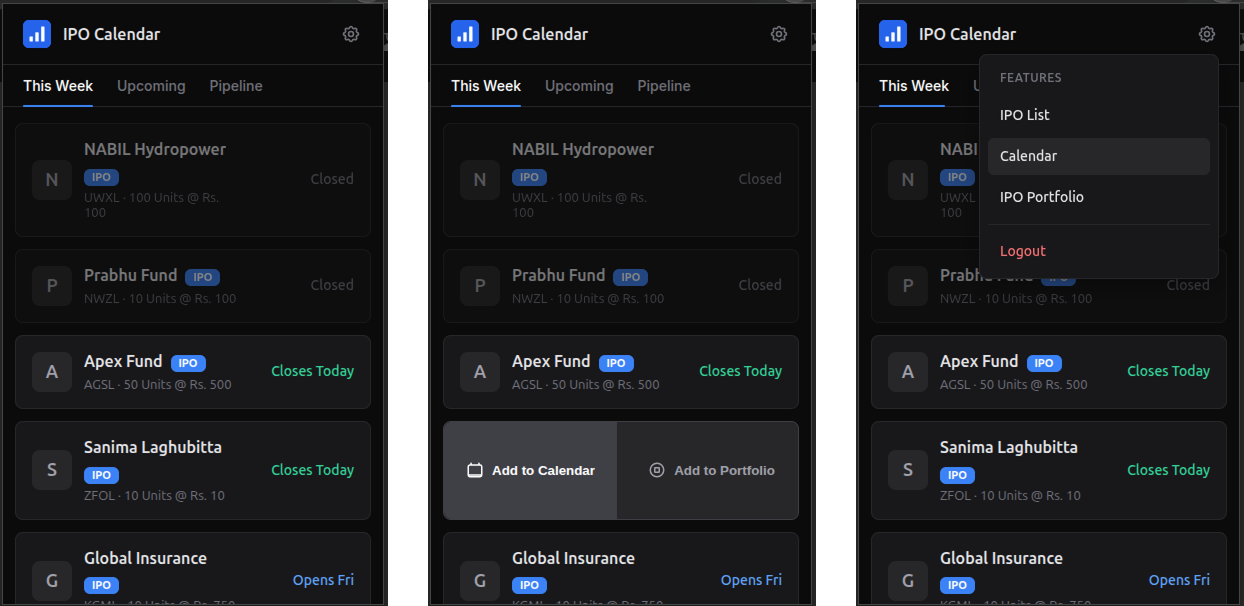 IPO Calendar
This Week Upcoming Pipeline
NABIL Hydropower
N
IPO
Closed
UWXL · 100 Units @ Rs.
100
Prabhu Fund IPO
P
Closed
NWZL · 10 Units @ Rs. 100
Apex Fund IPO
A
Closes Today
AGSL · 50 Units @ Rs. 500
Sanima Laghubitta
S
IPO
Closes Today
ZFOL · 10 Units @ Rs. 10
Global Insurance
G
IPO
Opens Fri
IPO Calendar
This Week Upcoming Pipeline
NABIL Hydropower
N
IPO
Closed
UWXL · 100 Units @ Rs.
100
Prabhu Fund IPO
P
Closed
NWZL · 10 Units @ Rs. 100
Apex Fund IPO
A
Closes Today
AGSL · 50 Units @ Rs. 500
Add to Calendar
Add to Portfolio
Global Insurance
G
IPO
Opens Fri
IPO Calendar
This Week
FEATURES
IPO List
Calendar
IPO Portfolio
Logout
NABI
N
IPO
UWXL
100
Prabhu Fund IPO
P
Closed
NWZL · 10 Units @ Rs. 100
Apex Fund IPO
A
Closes Today
AGSL · 50 Units @ Rs. 500
Sanima Laghubitta
S
IPO
Closes Today
ZFOL · 10 Units @ Rs. 10
Global Insurance
G
IPO
Opens Fri